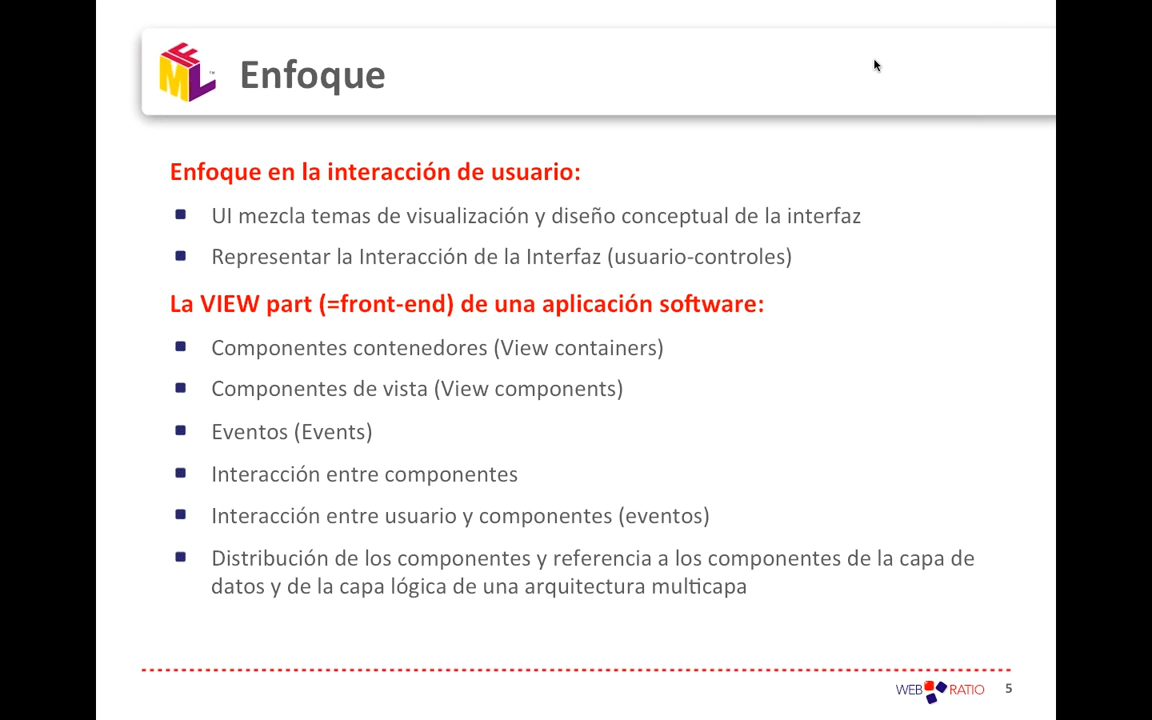 IFML™
Enfoque
Enfoque en la interacción de usuario:
UI mezcla temas de visualización y diseño conceptual de la interfaz
Representar la Interacción de la Interfaz (usuario-controles)
La VIEW part (=front-end) de una aplicación software:
Componentes contenedores (View containers)
Componentes de vista (View components)
Eventos (Events)
Interacción entre componentes
Interacción entre usuario y componentes (eventos)
Distribución de los componentes y referencia a los componentes de la capa de
datos y de la capa lógica de una arquitectura multicapa
WEB RATIO 5